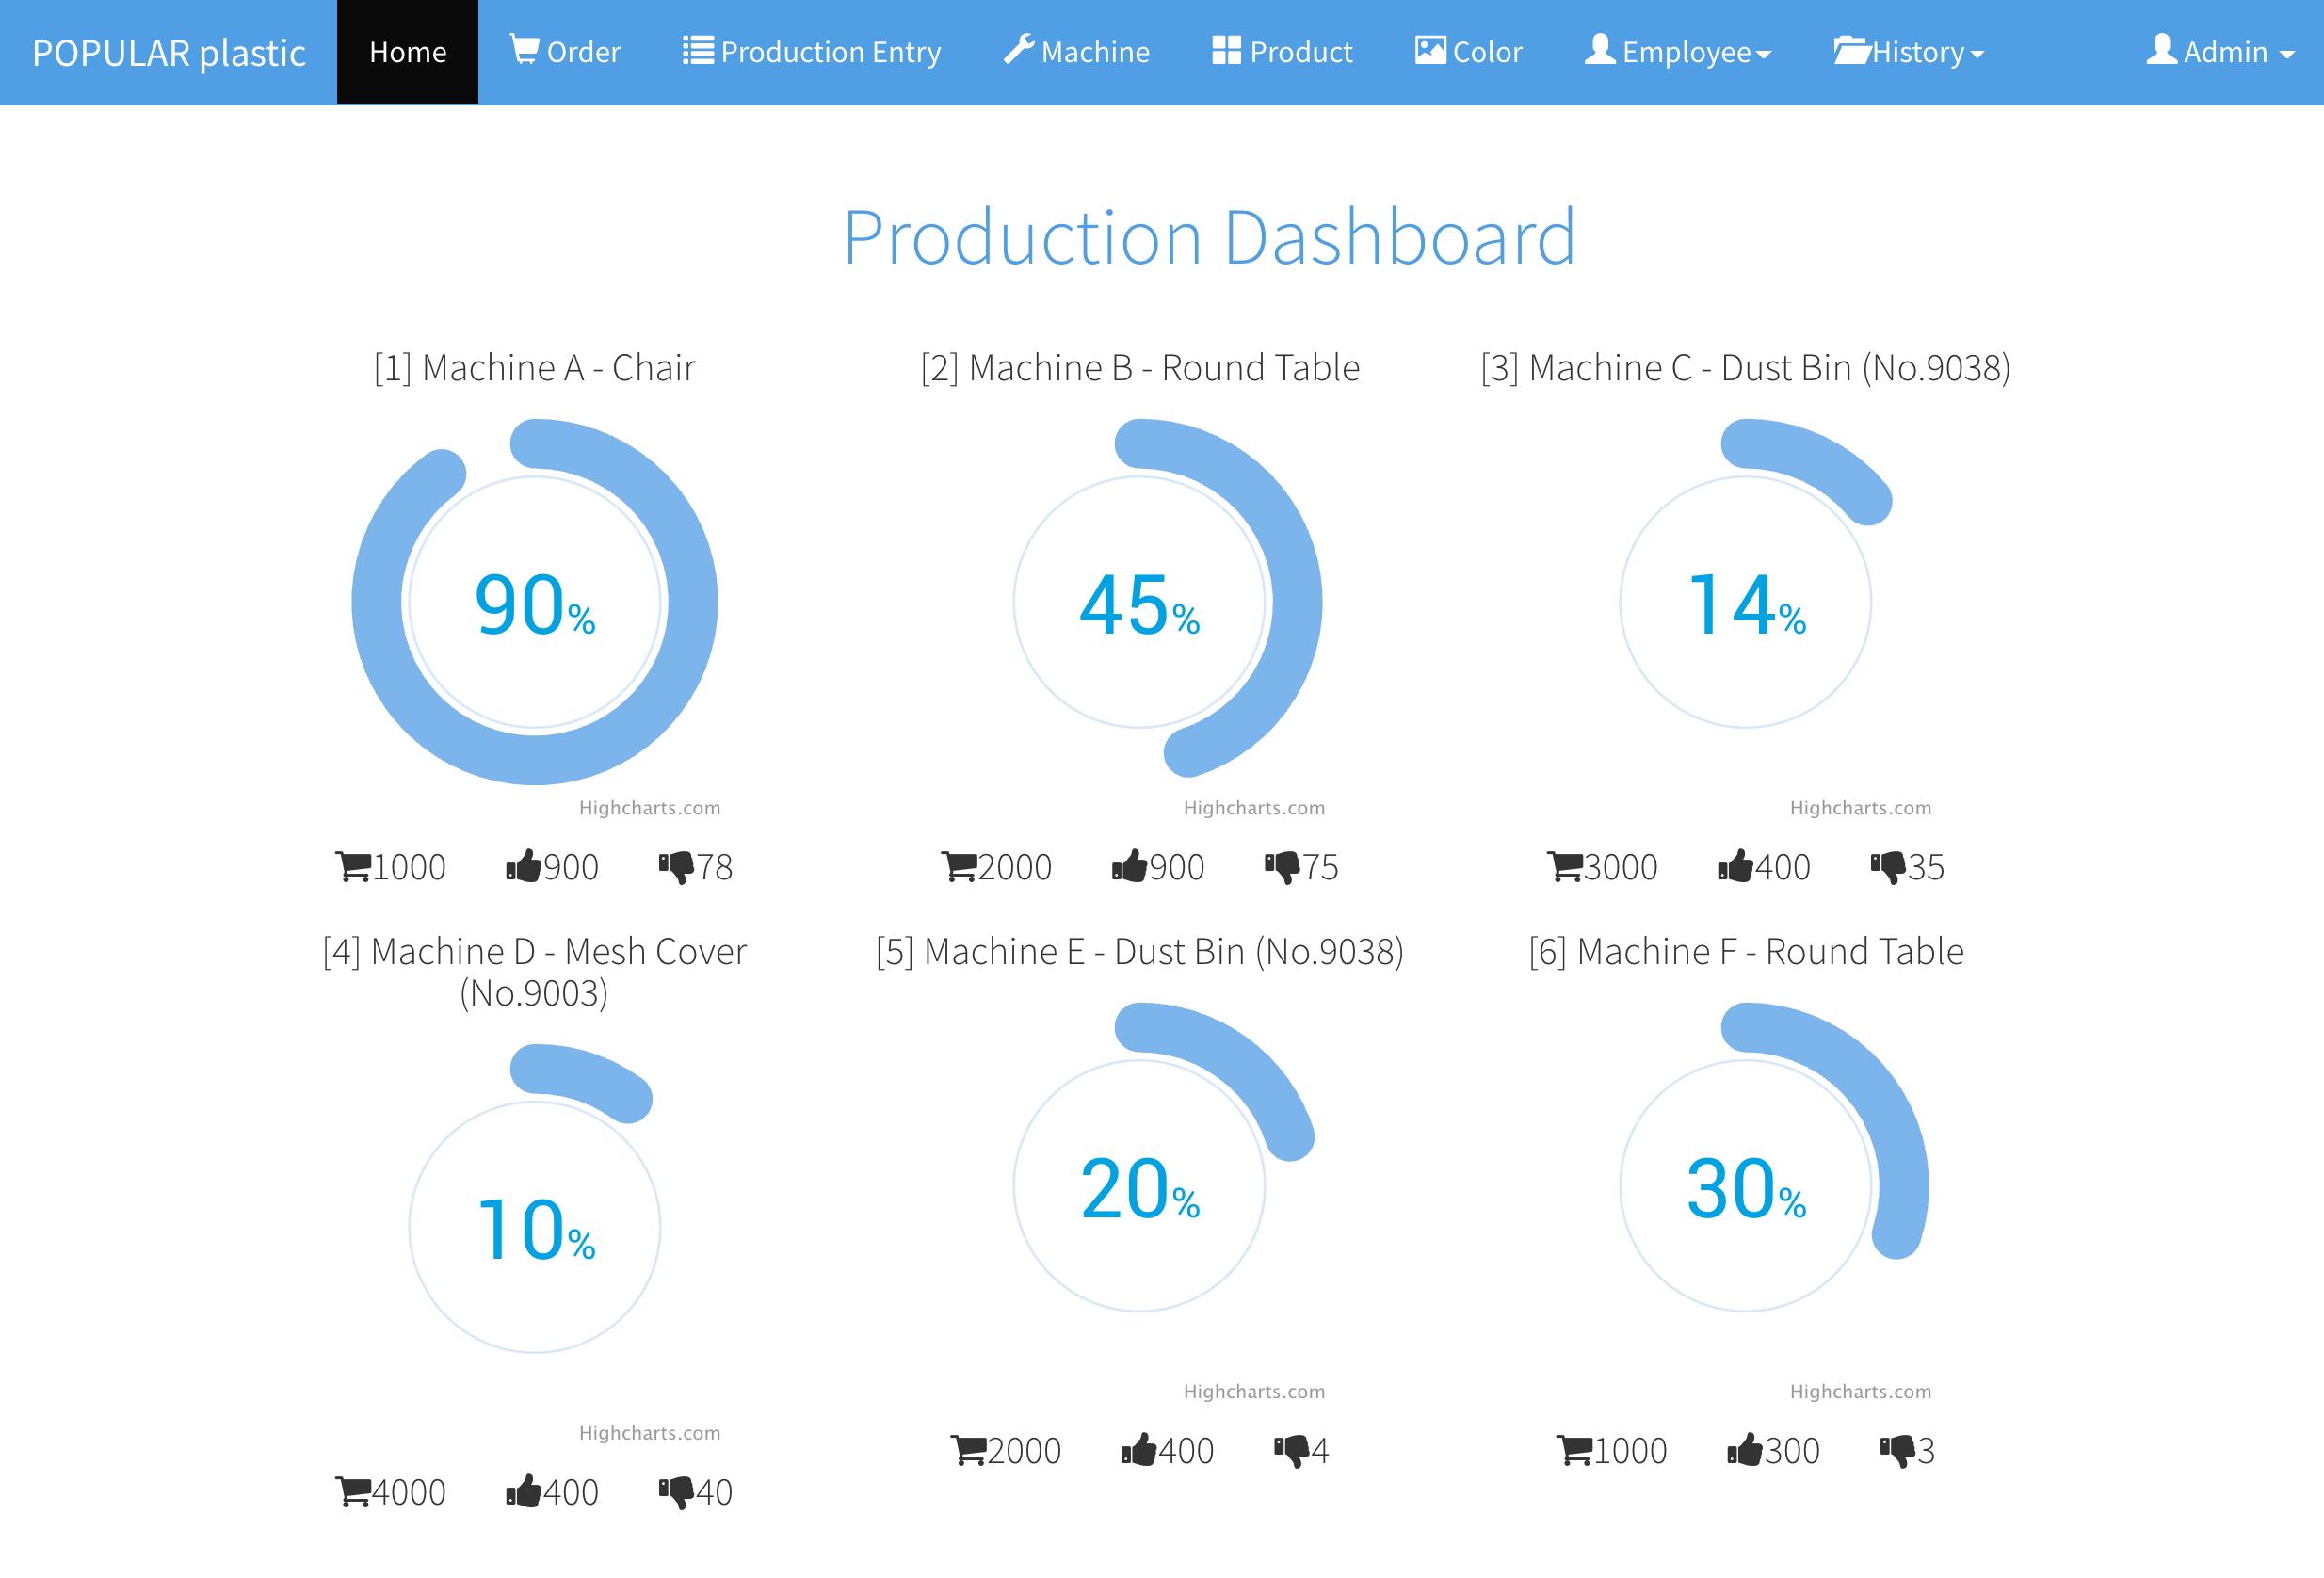 POPULAR plastic Home Order Production Entry Machine Product Color Employee History Admin
Production Dashboard
[1] Machine A - Chair
90%
Highcharts.com
1000 900 78
[2] Machine B - Round Table
45%
Highcharts.com
2000 900 75
[3] Machine C - Dust Bin (No.9038)
14%
Highcharts.com
3000 400 35
[4] Machine D - Mesh Cover
(No.9003)
10%
Highcharts.com
4000 400 40
[5] Machine E - Dust Bin (No.9038)
20%
Highcharts.com
2000 400 4
[6] Machine F - Round Table
30%
Highcharts.com
1000 300 3